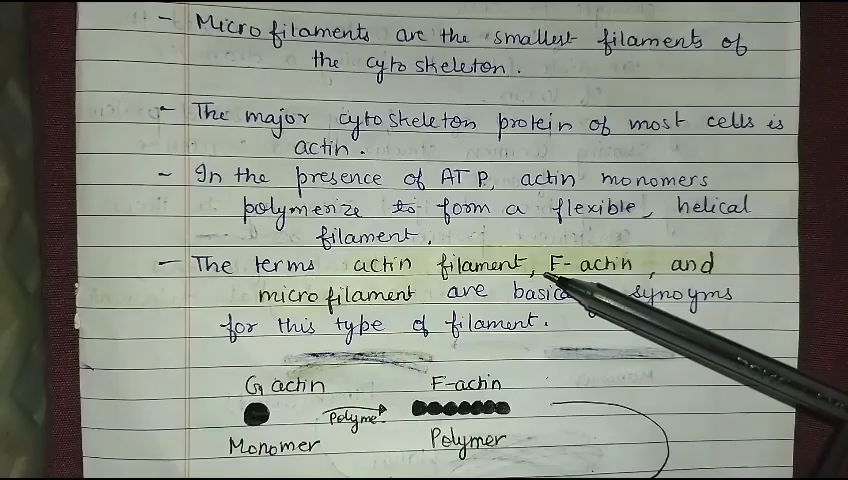 - Microfilaments are the smallest filaments of
the cytoskeleton.
- The major cytoskeleton protein of most cells is
actin.
- In the presence of ATP, actin monomers
polymerize to form a flexible, helical
filament.
- The terms actin filament, F-actin, and
microfilament are basica synoyms
for this type of filament.
G actin F-actin
Polyme
Monomer Polymer